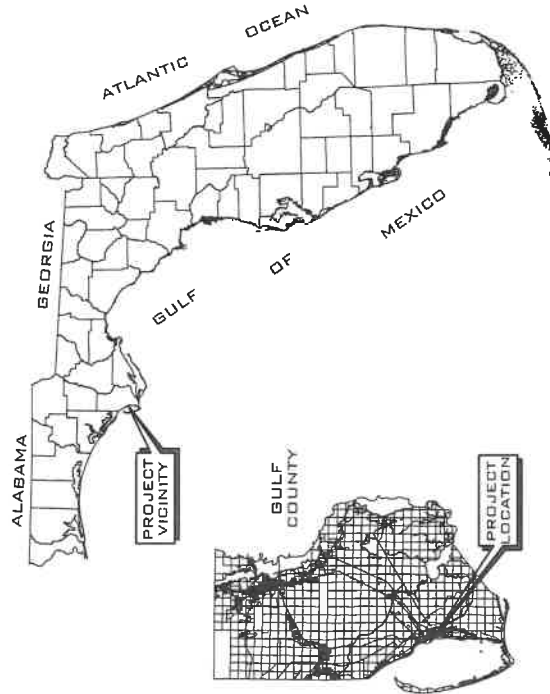 ATLANTIC OCEAN
GEORGIA
ALABAMA
GULF OF MEXICO
PROJECT
VICINITY
GULF
COUNTY
PROJECT
LOCATION